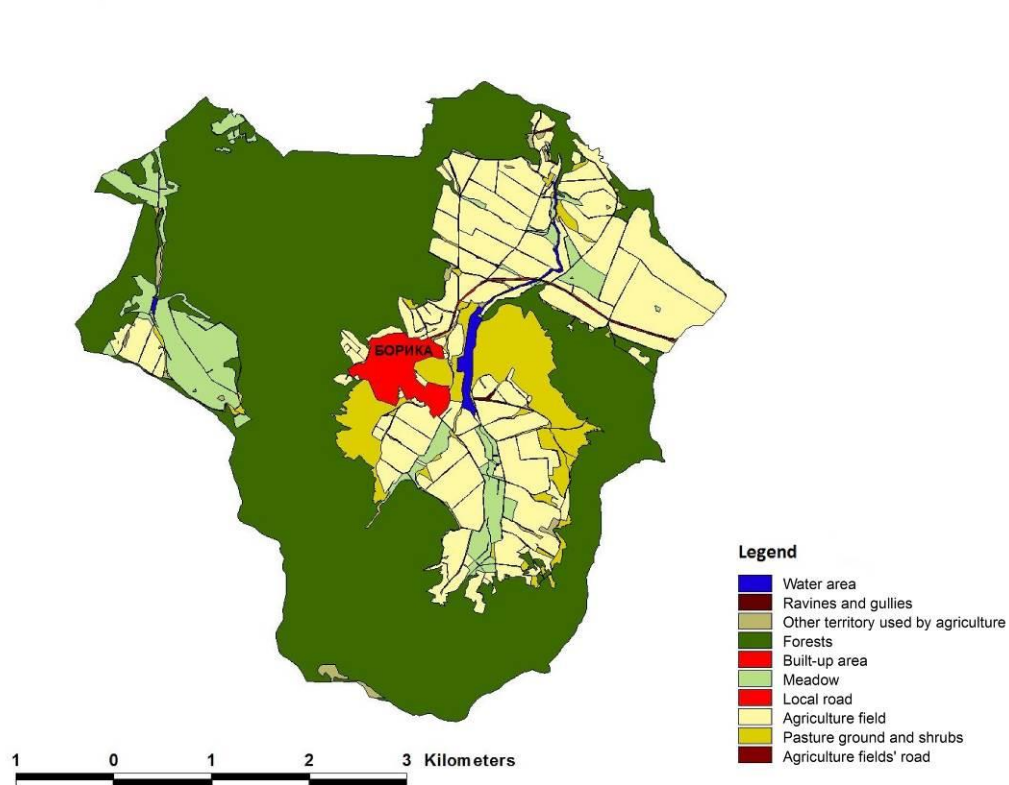 БОРИКА
Legend
Water area
Ravines and gullies
Other territory used by agriculture
Forests
Built-up area
Meadow
Local road
Agriculture field
Pasture ground and shrubs
Agriculture fields' road
1 0 1 2 3 Kilometers